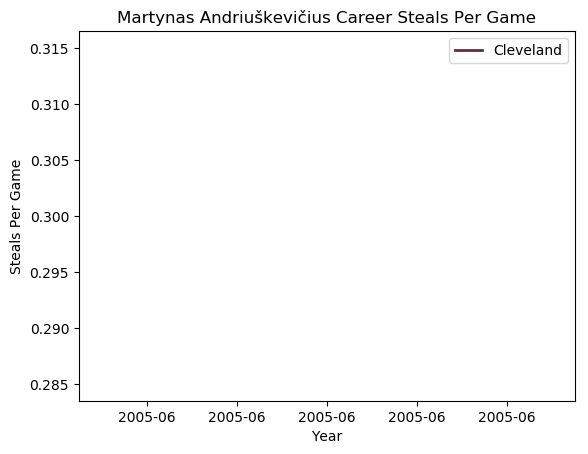 Martynas Andriuškevičius Career Steals Per Game
Cleveland
0.315
0.310
0.305
0.300
0.295
0.290
0.285
Steals Per Game
2005-06 2005-06 2005-06 2005-06 2005-06
Year